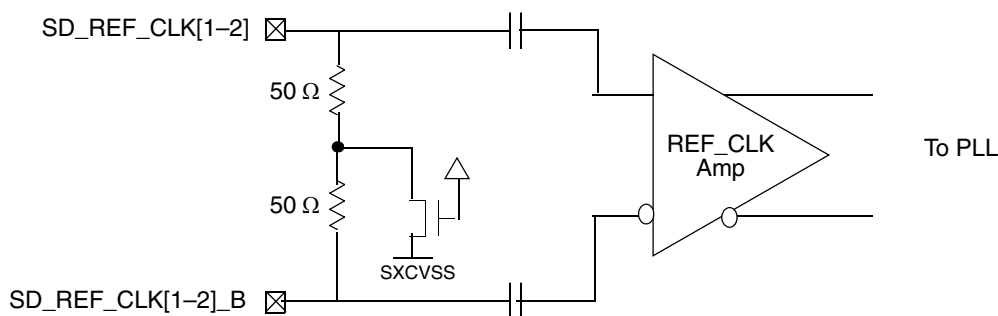 SD_REF_CLK[1–2]
50 Ω
REF_CLK
Amp
To PLL
50 Ω
SXCVSS
SD_REF_CLK[1–2]_B